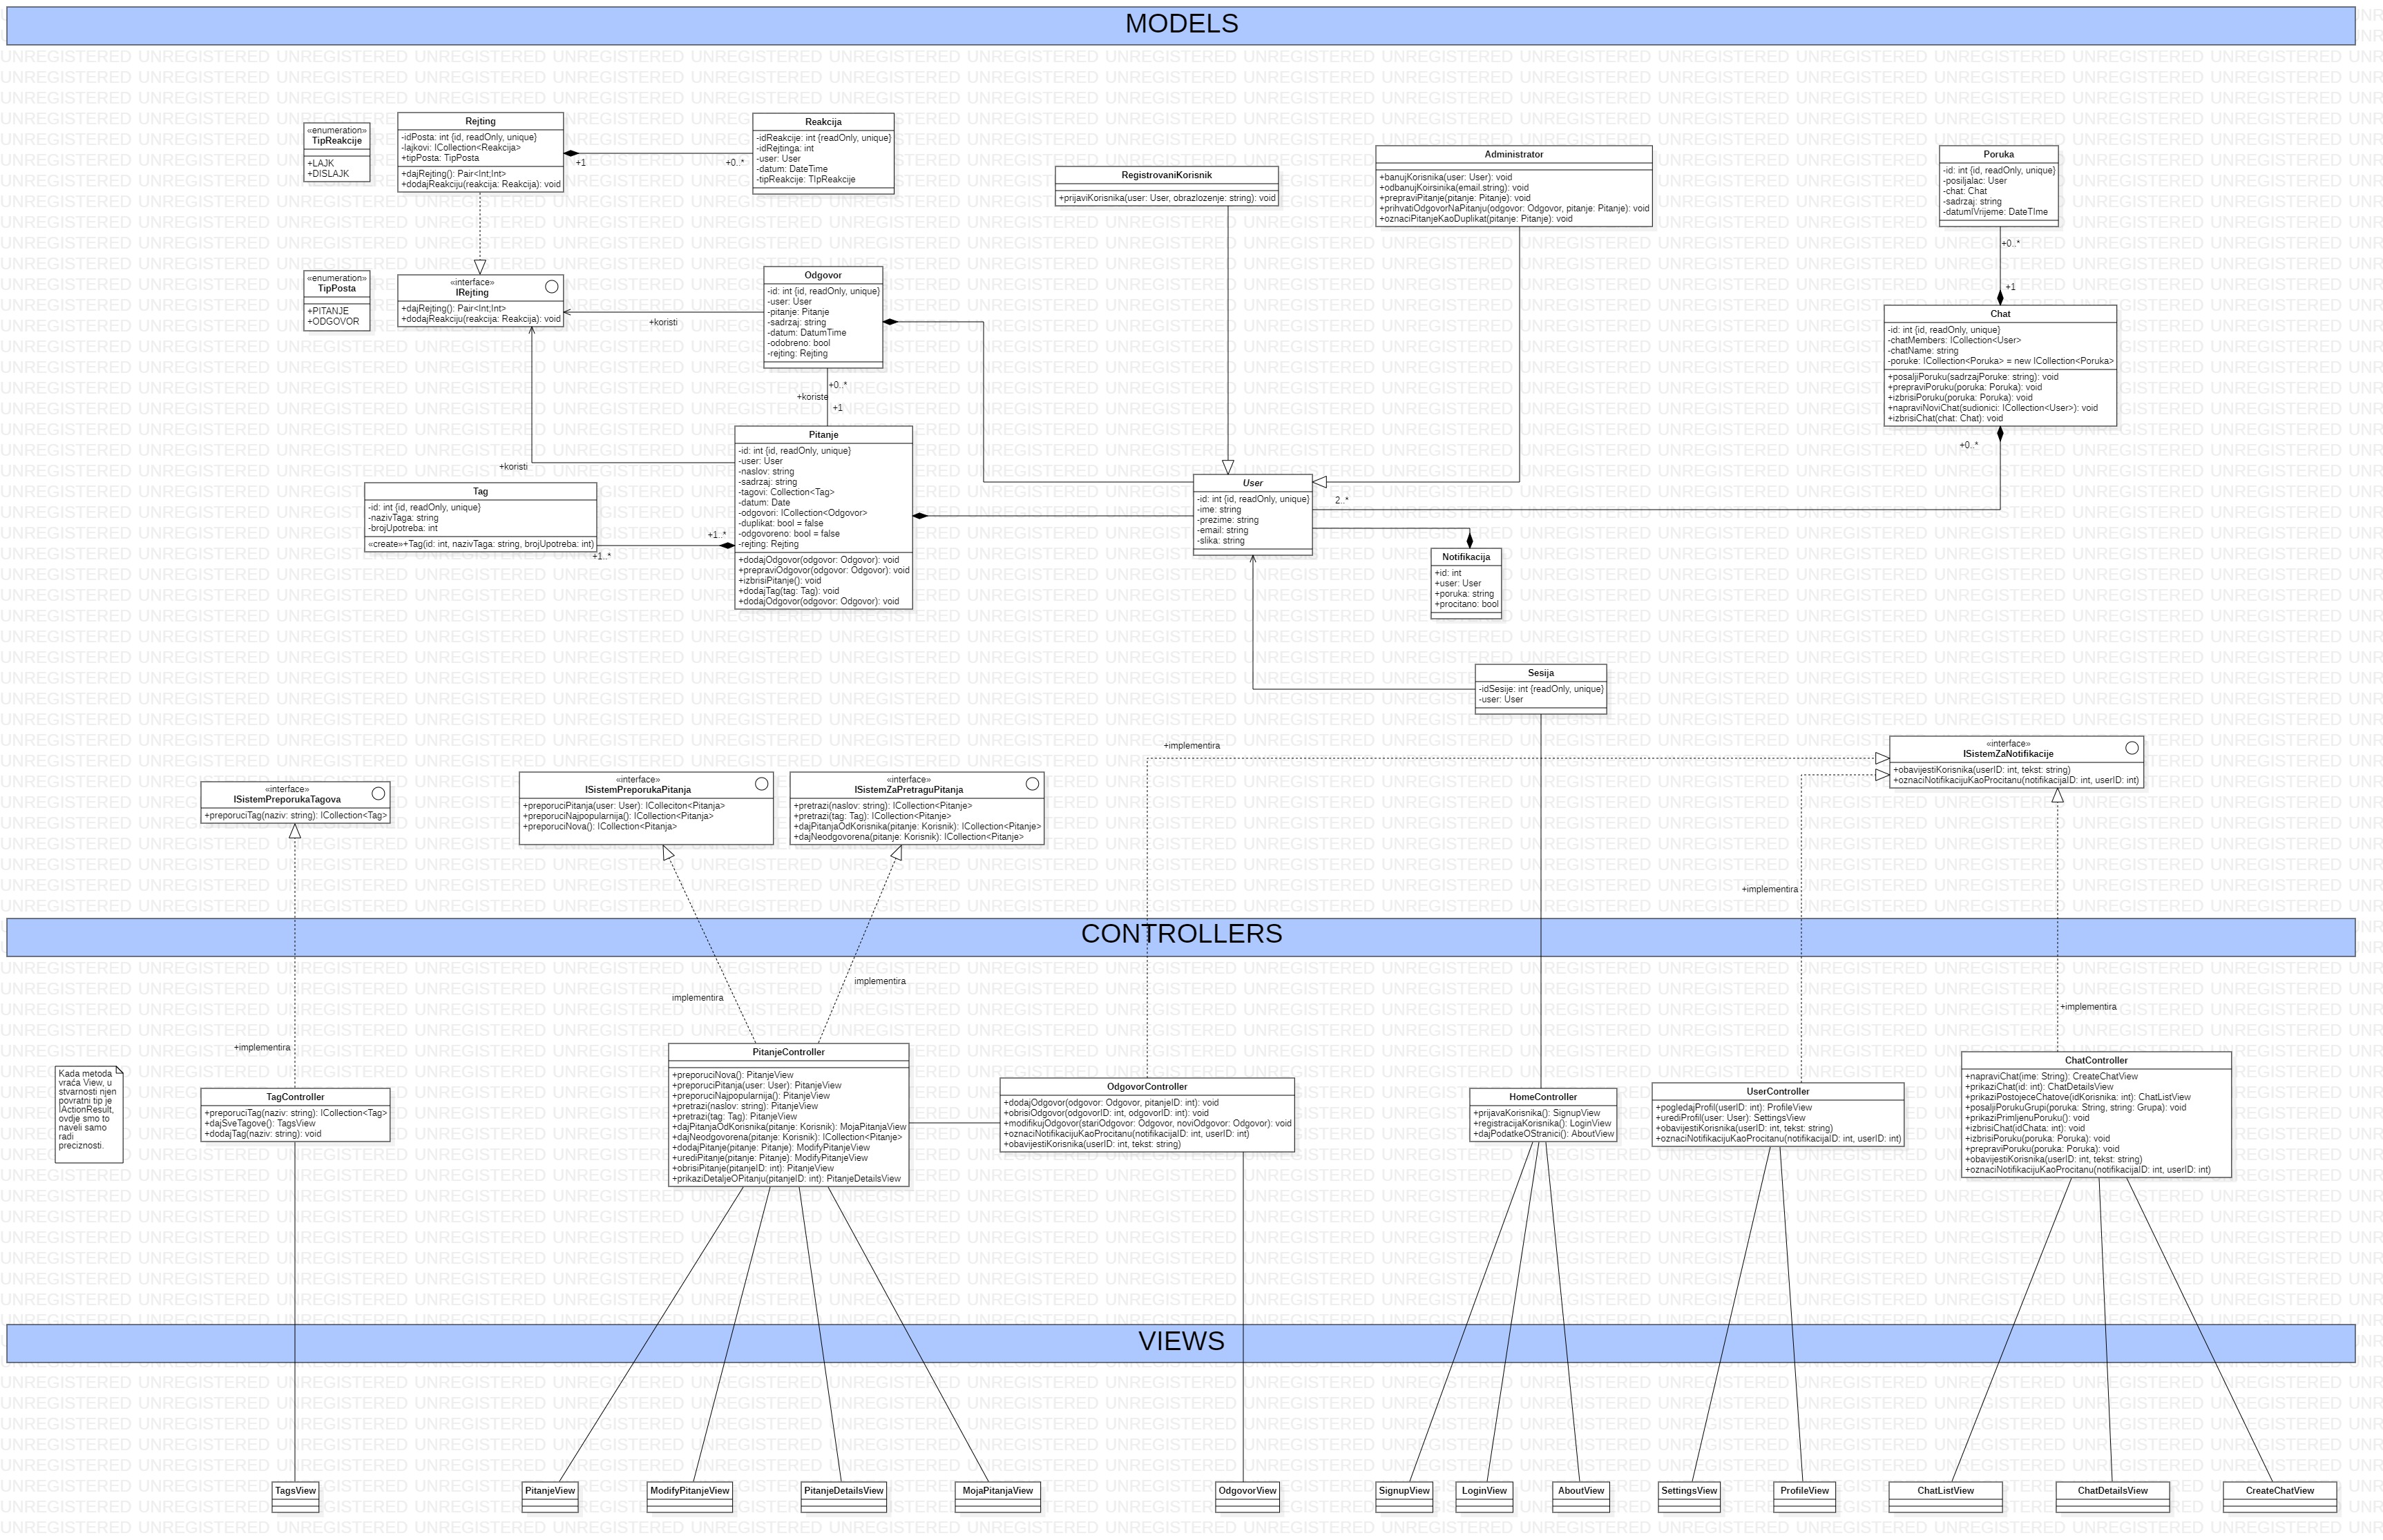 MODELS
«enumeration»
TipReakcije
+LAJK
+DISLAJK
Rejting
-idPosta: int {id, readOnly, unique}
-lajkovi: ICollection<Reakcija>
+tipPosta: TipPosta
+dajRejting(): Pair<Int,Int>
+dodajReakciju(reakcija: Reakcija): void
+1
+0..*
Reakcija
-idReakcije: int {readOnly, unique}
-idRejtinga: int
-user: User
-datum: DateTime
-tipReakcije: TIpReakcije
RegistrovaniKorisnik
+prijaviKorisnika(user: User, obrazlozenje: string): void
Administrator
+banujKorisnika(user: User): void
+odbanujKoirsinika(email.string): void
+prepraviPitanje(pitanje: Pitanje): void
+prihvatiOdgovorNaPitanju(odgovor: Odgovor, pitanje: Pitanje): void
+oznaciPitanjeKaoDuplikat(pitanje: Pitanje): void
Poruka
-id: int {id, readOnly, unique}
-posiljalac: User
-chat: Chat
-sadrzaj: string
-datumIVrijeme: DateTIme
+0..*
+1
«enumeration»
TipPosta
+PITANJE
+ODGOVOR
«interface»
IRejting
+dajRejting(): Pair<Int,Int>
+dodajReakciju(reakcija: Reakcija): void
+koristi
Odgovor
-id: int {id, readOnly, unique}
-user: User
-pitanje: Pitanje
-sadrzaj: string
-datum: DatumTime
-odobreno: bool
-rejting: Rejting
+0..*
+koriste
+1
Chat
-id: int {id, readOnly, unique}
-chatMembers: ICollection<User>
-chatName: string
-poruke: ICollection<Poruka> = new ICollection<Poruka>
+posaljiPoruku(sadrzajPoruke: string): void
+prepraviPoruku(poruka: Poruka): void
+izbrisiPoruku(poruka: Poruka): void
+napraviNoviChat(sudionici: ICollection<User>): void
+izbrisiChat(chat: Chat): void
+0..*
+koristi
Pitanje
-id: int {id, readOnly, unique}
-user: User
-naslov: string
-sadrzaj: string
-tagovi: Collection<Tag>
-datum: Date
-odgovori: ICollection<Odgovor>
-duplikat: bool = false
-odgovoreno: bool = false
-rejting: Rejting
+dodajOdgovor(odgovor: Odgovor): void
+prepraviOdgovor(odgovor: Odgovor): void
+izbrisiPitanje(): void
+dodajTag(tag: Tag): void
+dodajOdgovor(odgovor: Odgovor): void
Tag
-id: int {id, readOnly, unique}
-nazivTaga: string
-brojUpotreba: int
«create»+Tag(id: int, nazivTaga: string, brojUpotreba: int)
+1..*
+1..*
User
-id: int {id, readOnly, unique}
-ime: string
-prezime: string
-email: string
-slika: string
2..*
Notifikacija
+id: int
+user: User
+poruka: string
+procitano: bool
Sesija
-idSesije: int {readOnly, unique}
-user: User
+implementira
«interface»
ISistemZaNotifikacije
+obavijestiKorisnika(userID: int, tekst: string)
+oznaciNotifikacijuKaoProcitanu(notifikacijaID: int, userID: int)
«interface»
ISistemPreporukaTagova
+preporuciTag(naziv: string): ICollection<Tag>
«interface»
ISistemPreporukaPitanja
+preporuciPitanja(user: User): IColleciton<Pitanja>
+preporuciNajpopularnija(): ICollection<Pitanja>
+preporuciNova(): ICollection<Pitanja>
«interface»
ISistemZaPretraguPitanja
+pretrazi(naslov: string): ICollection<Pitanje>
+pretrazi(tag: Tag): ICollection<Pitanje>
+dajPitanjaOdKorisnika(pitanje: Korisnik): ICollection<Pitanje>
+dajNeodgovorena(pitanje: Korisnik): ICollection<Pitanje>
+implementira
CONTROLLERS
implementira
implementira
+implementira
+implementira
Kada metoda
vraća View, u
stvarnosti njen
povratni tip je
IActionResult,
ovdje smo to
naveli samo
radi
preciznosti.
TagController
+preporuciTag(naziv: string): ICollection<Tag>
+dajSveTagove(): TagsView
+dodajTag(naziv: string): void
PitanjeController
+preporuciNova(): PitanjeView
+preporuciPitanja(user: User): PitanjeView
+preporuciNajpopularnija(): PitanjeView
+pretrazi(naslov: string): PitanjeView
+pretrazi(tag: Tag): PitanjeView
+dajPitanjaOdKorisnika(pitanje: Korisnik): MojaPitanjaView
+dajNeodgovorena(pitanje: Korisnik): ICollection<Pitanje>
+dodajPitanje(pitanje: Pitanje): ModifyPitanjeView
+urediPitanje(pitanje: Pitanje): ModifyPitanjeView
+obrisiPitanje(pitanjeID: int): PitanjeView
+prikaziDetaljeOPitanju(pitanjeID: int): PitanjeDetailsView
OdgovorController
+dodajOdgovor(odgovor: Odgovor, pitanjeID: int): void
+obrisiOdgovor(odgovorID: int, odgovorID: int): void
+modifikujOdgovor(stariOdgovor: Odgovor, noviOdgovor: Odgovor): void
+oznaciNotifikacijuKaoProcitanu(notifikacijaID: int, userID: int)
+obavijestiKorisnika(userID: int, tekst: string)
HomeController
+prijavaKorisnika(): SignupView
+registracijaKorisnika(): LoginView
+dajPodatkeOStranici(): AboutView
UserController
+pogledajProfil(userID: int): ProfileView
+urediProfil(user: User): SettingsView
+obavijestiKorisnika(userID: int, tekst: string)
+oznaciNotifikacijuKaoProcitanu(notifikacijaID: int, userID: int)
ChatController
+napraviChat(ime: String): CreateChatView
+prikaziChat(id: int): ChatDetailsView
+prikaziPostojeceChatove(idKorisnika: int): ChatListView
+posaljiPorukuGrupi(poruka: String, string: Grupa): void
+prikaziPrimljenuPoruku(): void
+izbrisiChat(idChata: int): void
+izbrisiPoruku(poruka: Poruka): void
+prepraviPoruku(poruka: Poruka): void
+obavijestiKorisnika(userID: int, tekst: string)
+oznaciNotifikacijuKaoProcitanu(notifikacijaID: int, userID: int)
VIEWS
TagsView
PitanjeView
ModifyPitanjeView
PitanjeDetailsView
MojaPitanjaView
OdgovorView
SignupView
LoginView
AboutView
SettingsView
ProfileView
ChatListView
ChatDetailsView
CreateChatView
UNREGISTERED